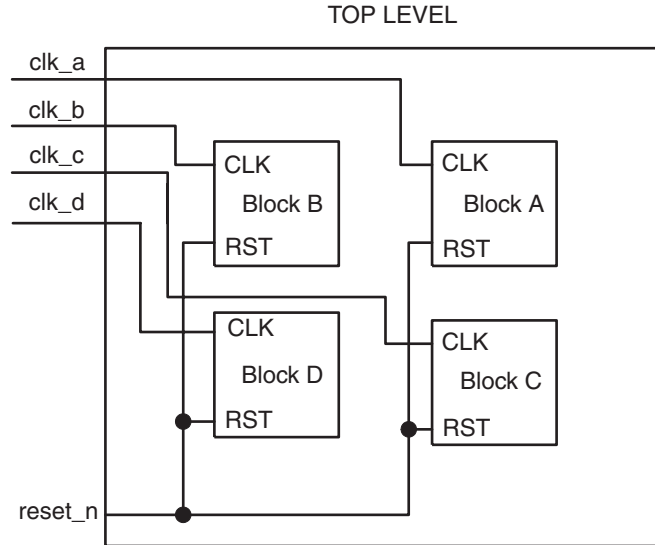 TOP LEVEL
clk_a
clk_b
clk_c
clk_d
CLK
Block B
RST
CLK
Block A
RST
CLK
Block D
RST
CLK
Block C
RST
reset_n